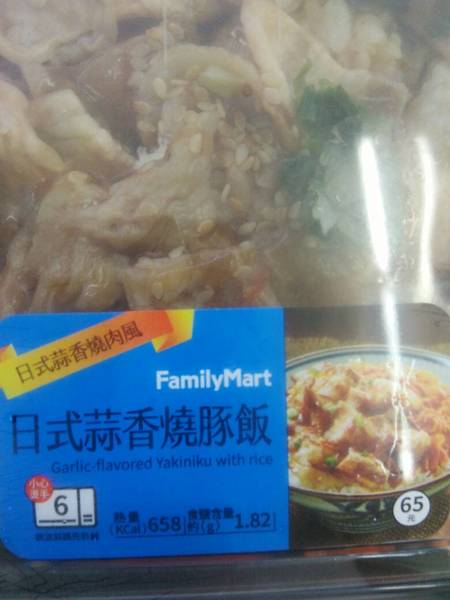 日式蒜香燒肉風
FamilyMart
日式蒜香燒豚飯
Garlic-flavored Yakiniku with rice
小心
燙手
6
熱量
(KCal)
658
食鹽含量
約(g)
1.82
65
元